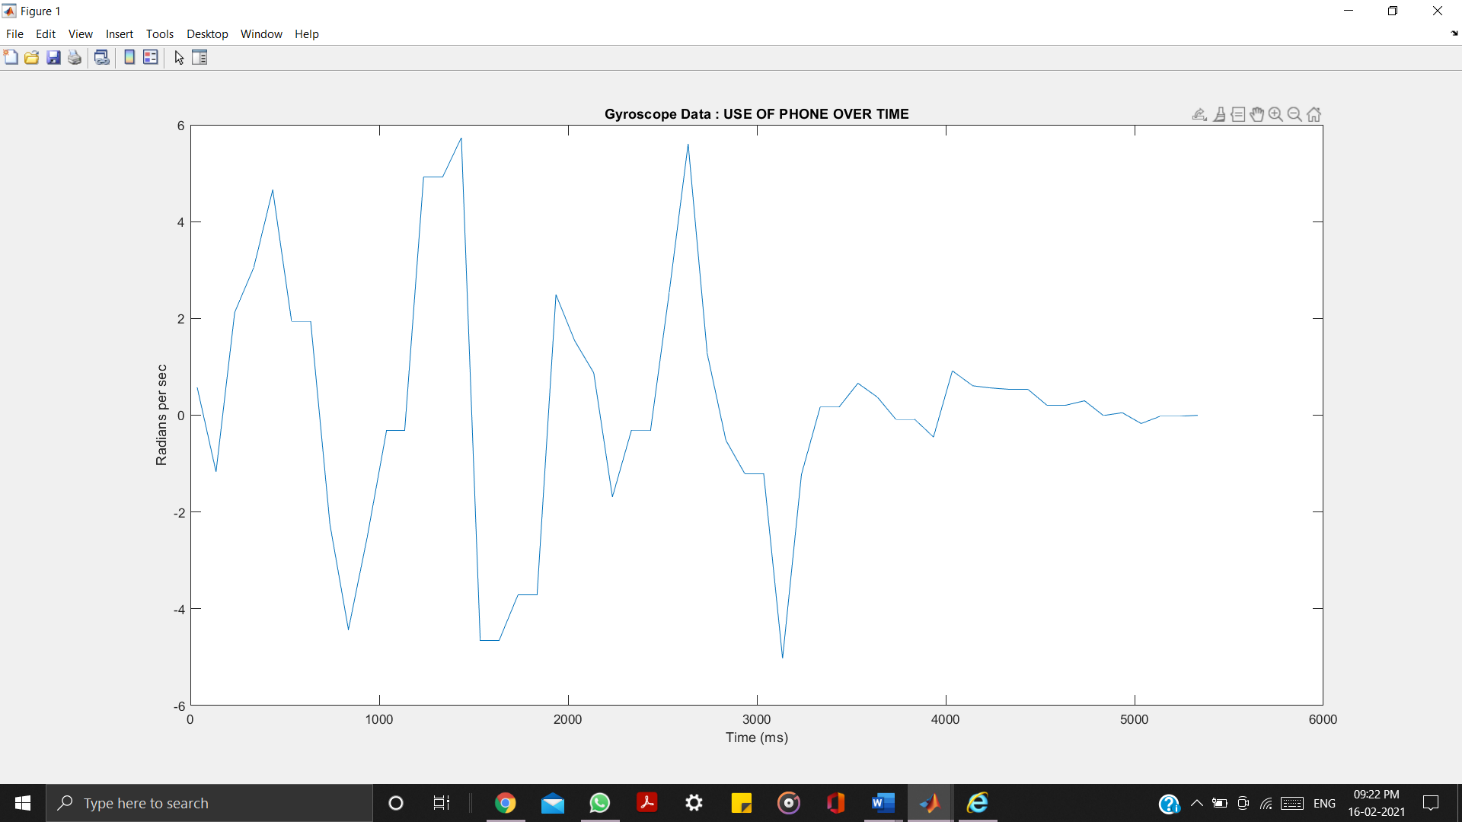 Figure 1
File Edit View Insert Tools Desktop Window Help
Gyroscope Data : USE OF PHONE OVER TIME
6
4
2
0
-2
-4
-6
Radians per sec
0 1000 2000 3000 4000 5000 6000
Time (ms)
Type here to search
ENG
09:22 PM
16-02-2021